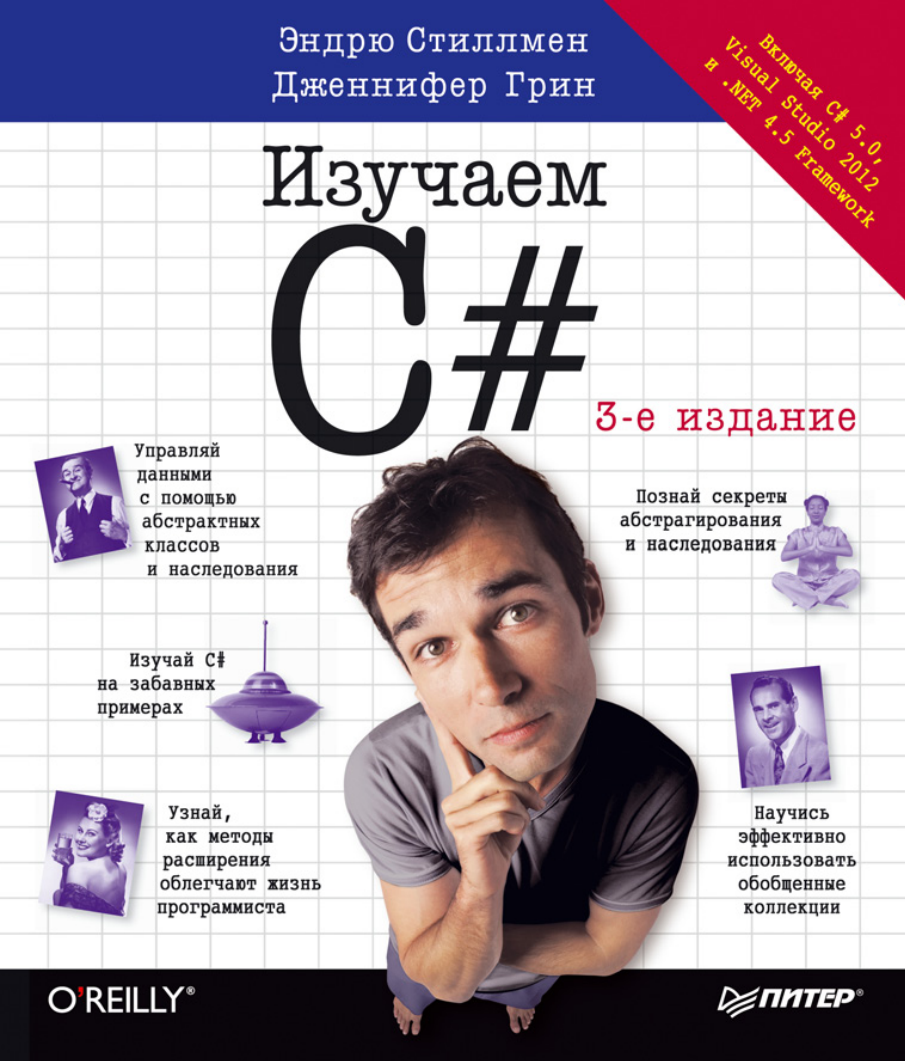 Эндрю Стиллмен
Дженнифер Грин
Включая C# 5.0,
Visual Studio 2012
и .NET 4.5 Framework
Изучаем
C#
3-е издание
Управляй
данными
с помощью
абстрактных
классов
и наследования
Познай секреты
абстрагирования
и наследования
Изучай C#
на забавных
примерах
Узнай,
как методы
расширения
облегчают жизнь
программиста
Научись
эффективно
использовать
обобщенные
коллекции
O'REILLY®
ПИТЕР®